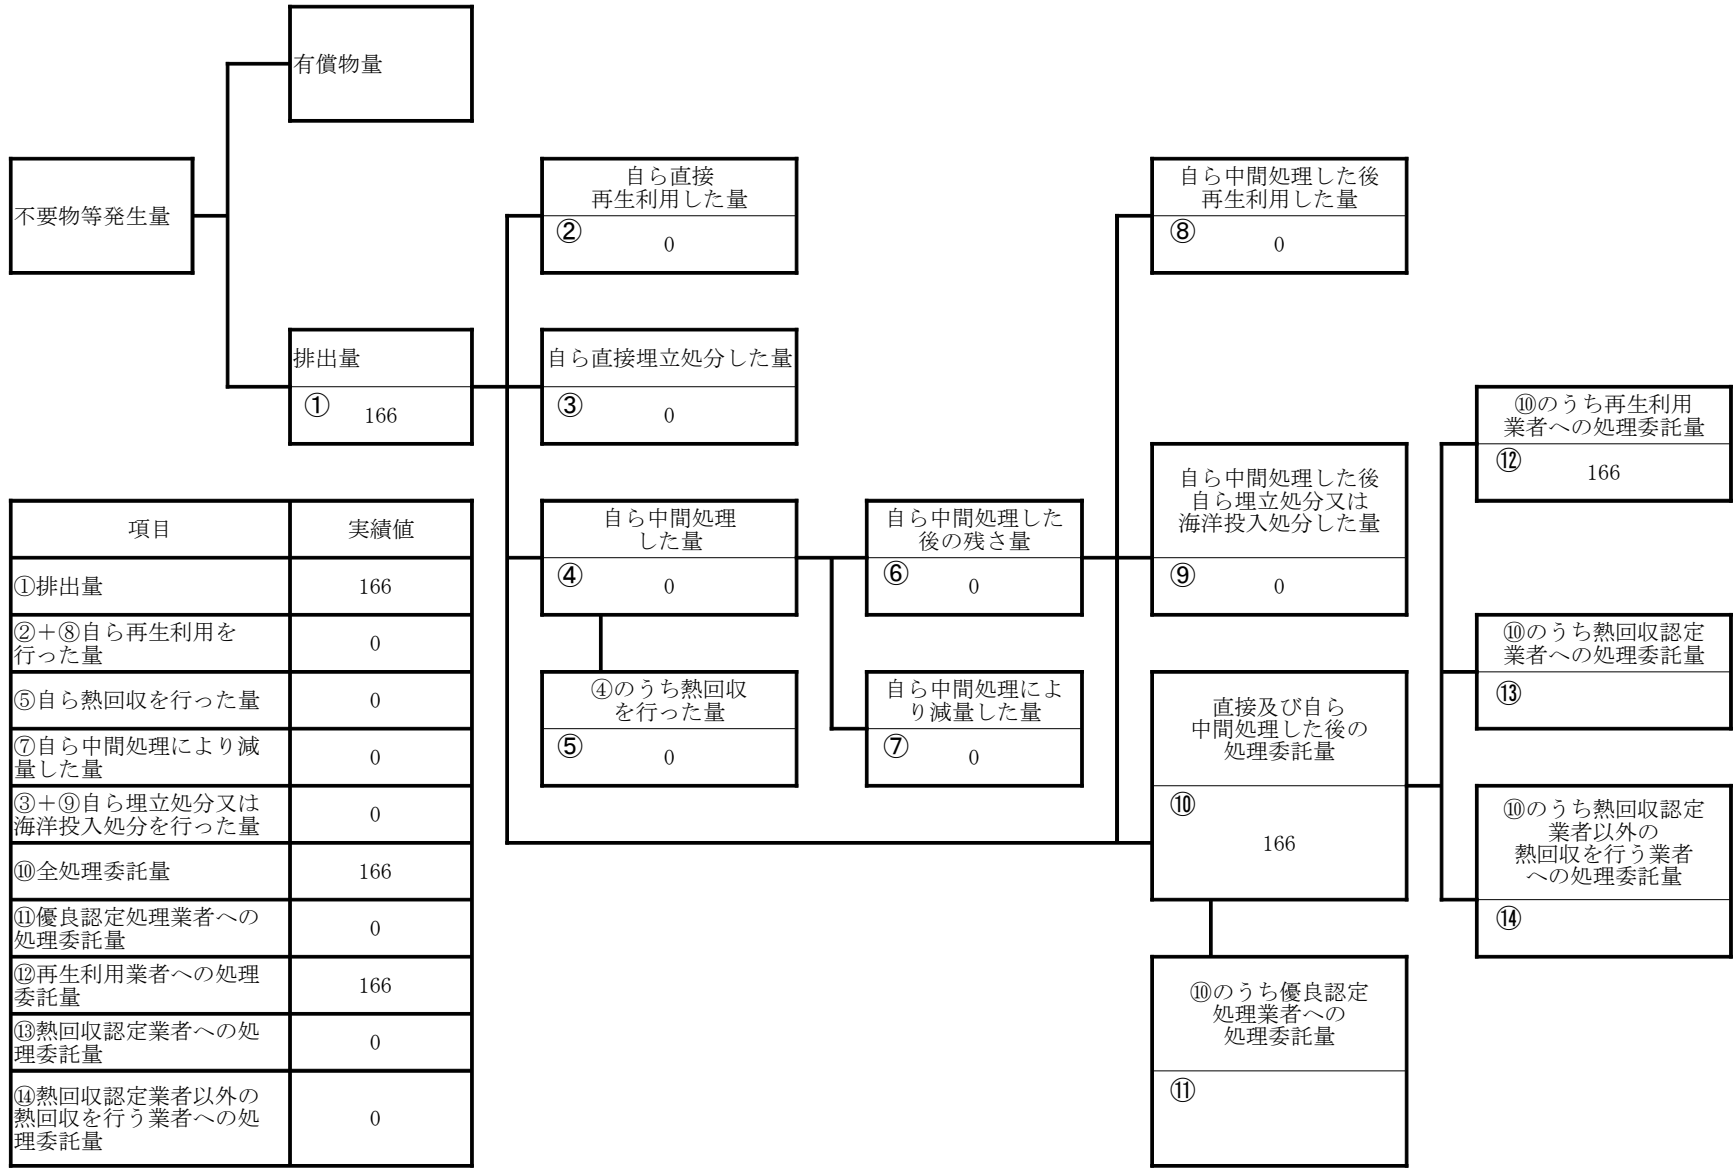 有償物量
不要物等発生量
自ら直接
再生利用した量
②
0
自ら中間処理した後
再生利用した量
⑧
0
排出量
①
166
自ら直接埋立処分した量
③
0
⑩のうち再生利用
業者への処理委託量
⑫
166
自ら中間処理
した量
④
0
自ら中間処理した
後の残さ量
⑥
0
自ら中間処理した後
自ら埋立処分又は
海洋投入処分した量
⑨
0
⑩のうち熱回収認定
業者への処理委託量
⑬
④のうち熱回収
を行った量
⑤
0
自ら中間処理によ
り減量した量
⑦
0
直接及び自ら
中間処理した後の
処理委託量
⑩
166
⑩のうち熱回収認定
業者以外の
熱回収を行う業者
への処理委託量
⑭
⑩のうち優良認定
処理業者への
処理委託量
⑪
項目 実績値
①排出量 166
②＋⑧自ら再生利用を
行った量 0
⑤自ら熱回収を行った量 0
⑦自ら中間処理により減
量した量 0
③＋⑨自ら埋立処分又は
海洋投入処分を行った量 0
⑩全処理委託量 166
⑪優良認定処理業者への
処理委託量 0
⑫再生利用業者への処理
委託量 166
⑬熱回収認定業者への処
理委託量 0
⑭熱回収認定業者以外の
熱回収を行う業者への処
理委託量 0